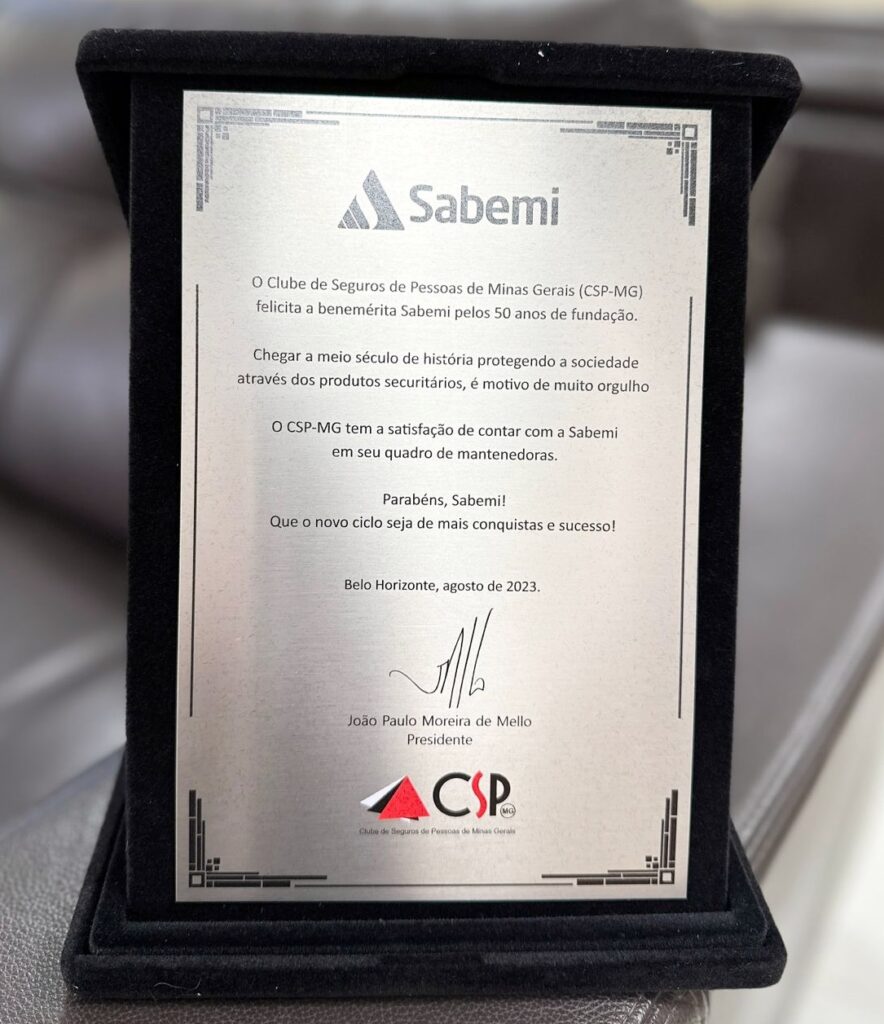 Sabemi
O Clube de Seguros de Pessoas de Minas Gerais (CSP-MG)
felicita a benemérita Sabemi pelos 50 anos de fundação.
Chegar a meio século de história protegendo a sociedade
através dos produtos securitários, é motivo de muito orgulho
O CSP-MG tem a satisfação de contar com a Sabemi
em seu quadro de mantenedoras.
Parabéns, Sabemi!
Que o novo ciclo seja de mais conquistas e sucesso!
Belo Horizonte, agosto de 2023.
João Paulo Moreira de Mello
Presidente
CSP MG
Clube de Seguros de Pessoas de Minas Gerais